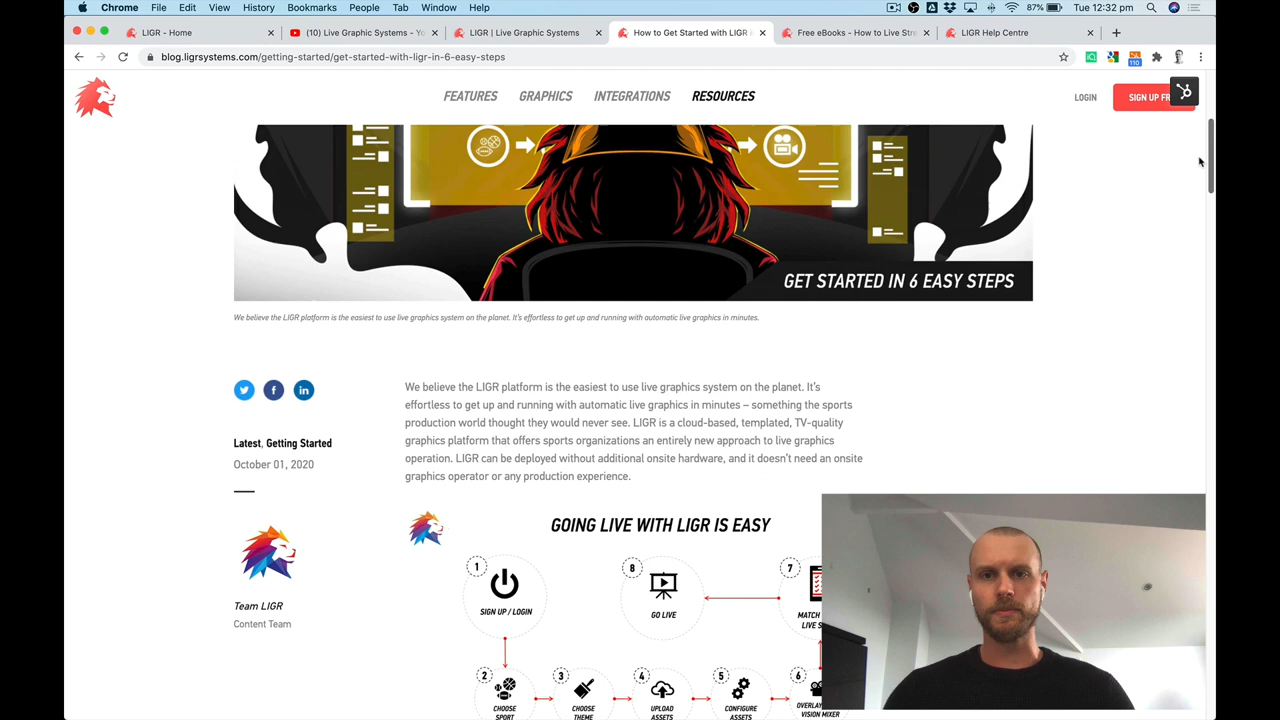 Chrome File Edit View History Bookmarks People Tab Window Help 87% Tue 12:32 pm
LIGR - Home (10) Live Graphic Systems - Yo LIGR | Live Graphic Systems How to Get Started with LIGR i Free eBooks - How to Live Stre LIGR Help Centre
blog.ligrsystems.com/getting-started/get-started-with-ligr-in-6-easy-steps
110
FEATURES GRAPHICS INTEGRATIONS RESOURCES LOGIN SIGN UP FR
GET STARTED IN 6 EASY STEPS
We believe the LIGR platform is the easiest to use live graphics system on the planet. It's effortless to get up and running with automatic live graphics in minutes.
We believe the LIGR platform is the easiest to use live graphics system on the planet. It's
effortless to get up and running with automatic live graphics in minutes – something the sports
production world thought they would never see. LIGR is a cloud-based, templated, TV-quality
graphics platform that offers sports organizations an entirely new approach to live graphics
operation. LIGR can be deployed without additional onsite hardware, and it doesn't need an onsite
graphics operator or any production experience.
Latest, Getting Started
October 01, 2020
Team LIGR
Content Team
GOING LIVE WITH LIGR IS EASY
1 8 7
SIGN UP / LOGIN GO LIVE MATCH
LIVE S
2 3 4 5 6
CHOOSE SPORT
CHOOSE THEME
UPLOAD ASSETS
CONFIGURE ASSETS
OVERLAY
VISION MIXER